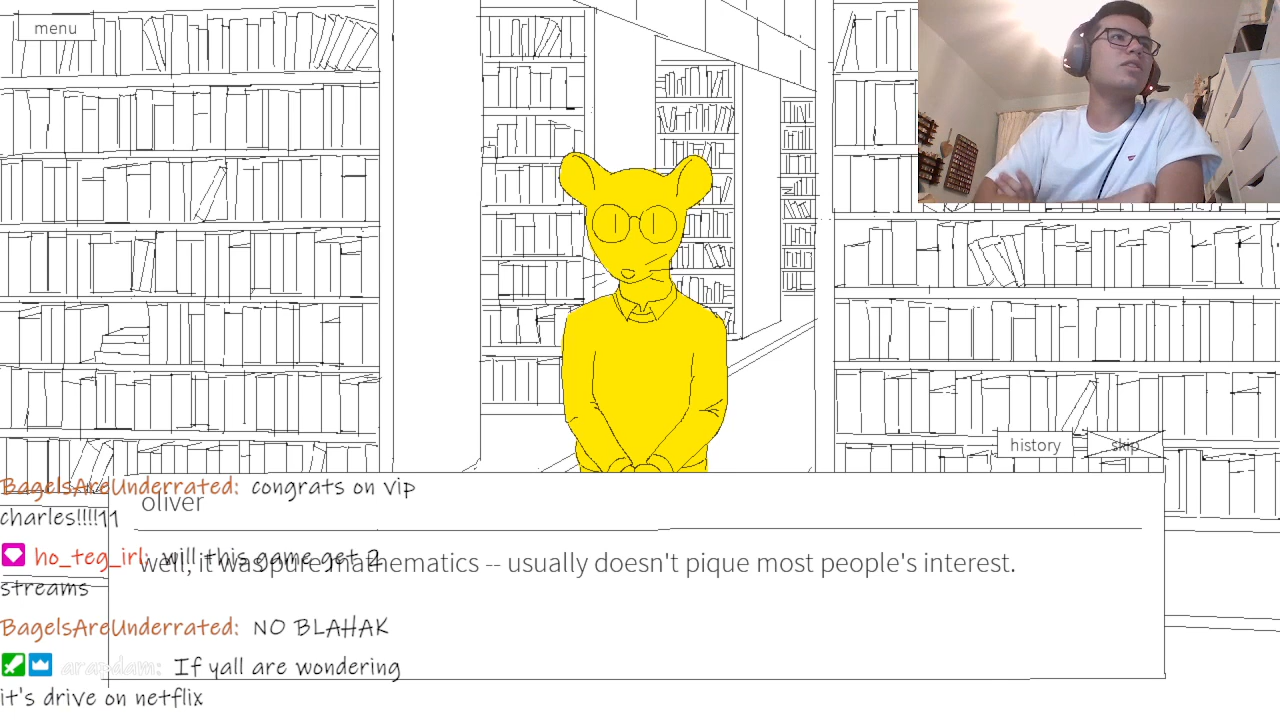 menu
history
skip
BagelsAreUnderrated: congrats on vip
charles!!!!11
oliver
ho_teg_irl: will this game get 2
streams
well, it was pure mathematics -- usually doesn't pique most people's interest.
BagelsAreUnderrated: NO BLAHAK
arapdam: If yall are wondering
it's drive on netflix